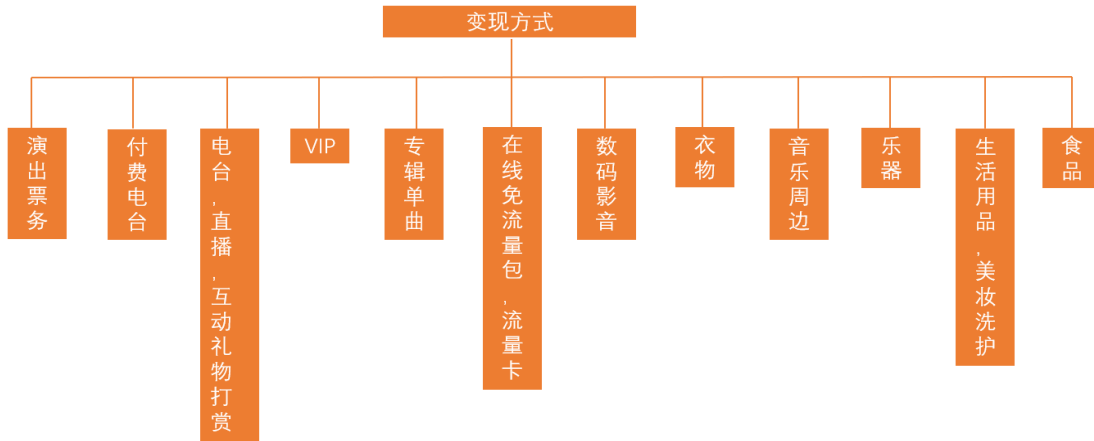 变现方式
演出票务
付费电台
电台,直播,互动礼物打赏
VIP
专辑单曲
在线免流量包,流量卡
数码影音
衣物
音乐周边
乐器
生活用品,美妆洗护
食品